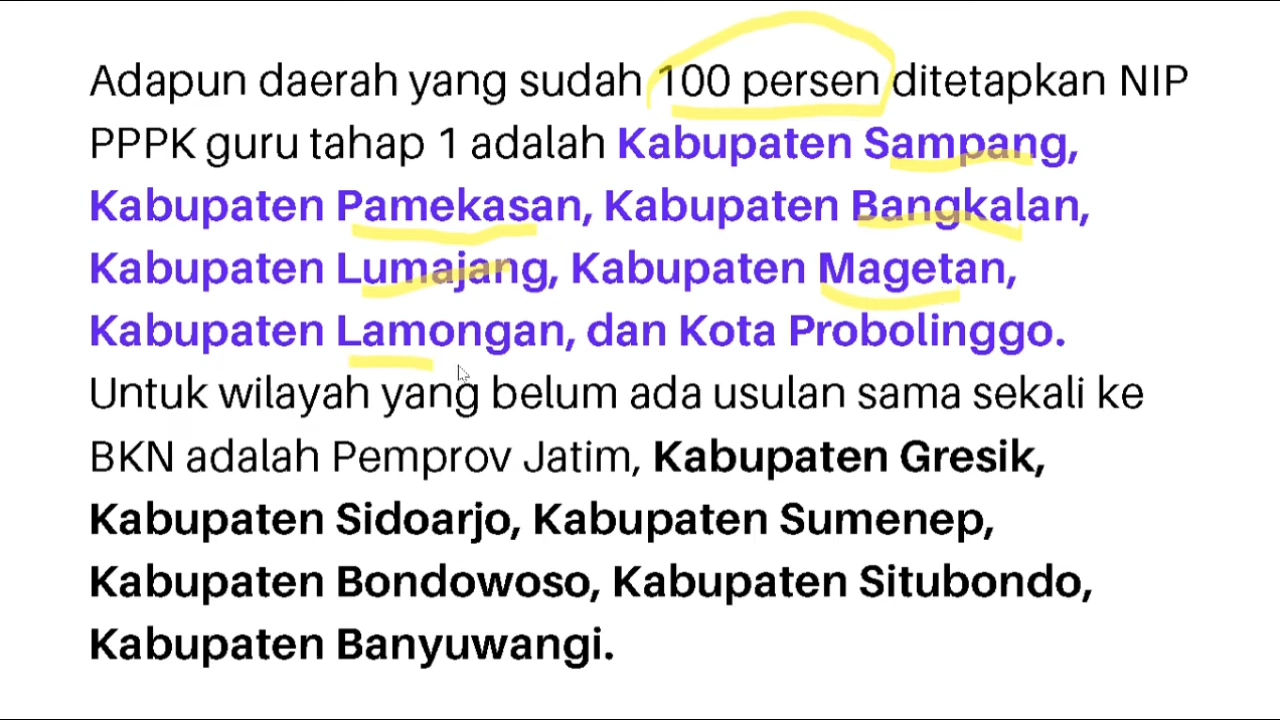 Adapun daerah yang sudah 100 persen ditetapkan NIP
PPPK guru tahap 1 adalah Kabupaten Sampang,
Kabupaten Pamekasan, Kabupaten Bangkalan,
Kabupaten Lumajang, Kabupaten Magetan,
Kabupaten Lamongan, dan Kota Probolinggo.
Untuk wilayah yang belum ada usulan sama sekali ke
BKN adalah Pemprov Jatim, Kabupaten Gresik,
Kabupaten Sidoarjo, Kabupaten Sumenep,
Kabupaten Bondowoso, Kabupaten Situbondo,
Kabupaten Banyuwangi.